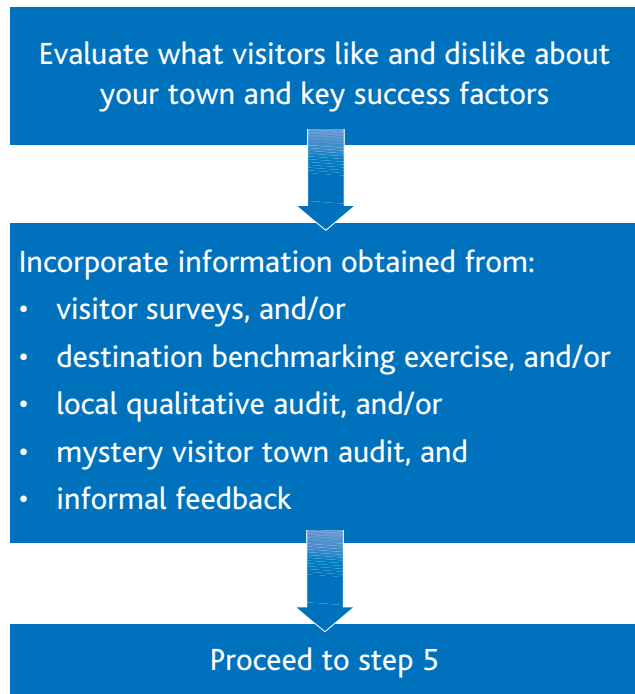 Evaluate what visitors like and dislike about
your town and key success factors
Incorporate information obtained from:
• visitor surveys, and/or
• destination benchmarking exercise, and/or
• local qualitative audit, and/or
• mystery visitor town audit, and
• informal feedback
Proceed to step 5